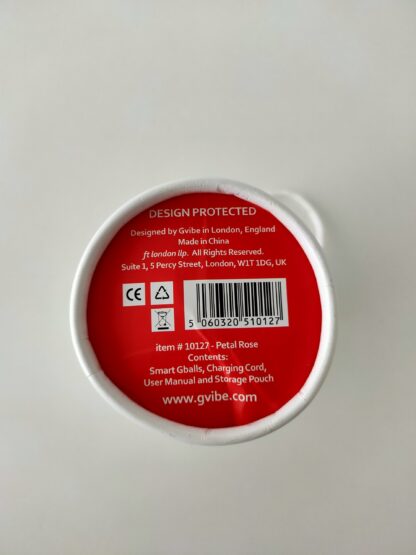 DESIGN PROTECTED
Designed by Gvibe in London, England
Made in China
ft london llp. All Rights Reserved.
Suite 1, 5 Percy Street, London, W1T 1DG, UK
CE
5 060320 510127
item # 10127 - Petal Rose
Contents:
Smart Gballs, Charging Cord,
User Manual and Storage Pouch
www.gvibe.com